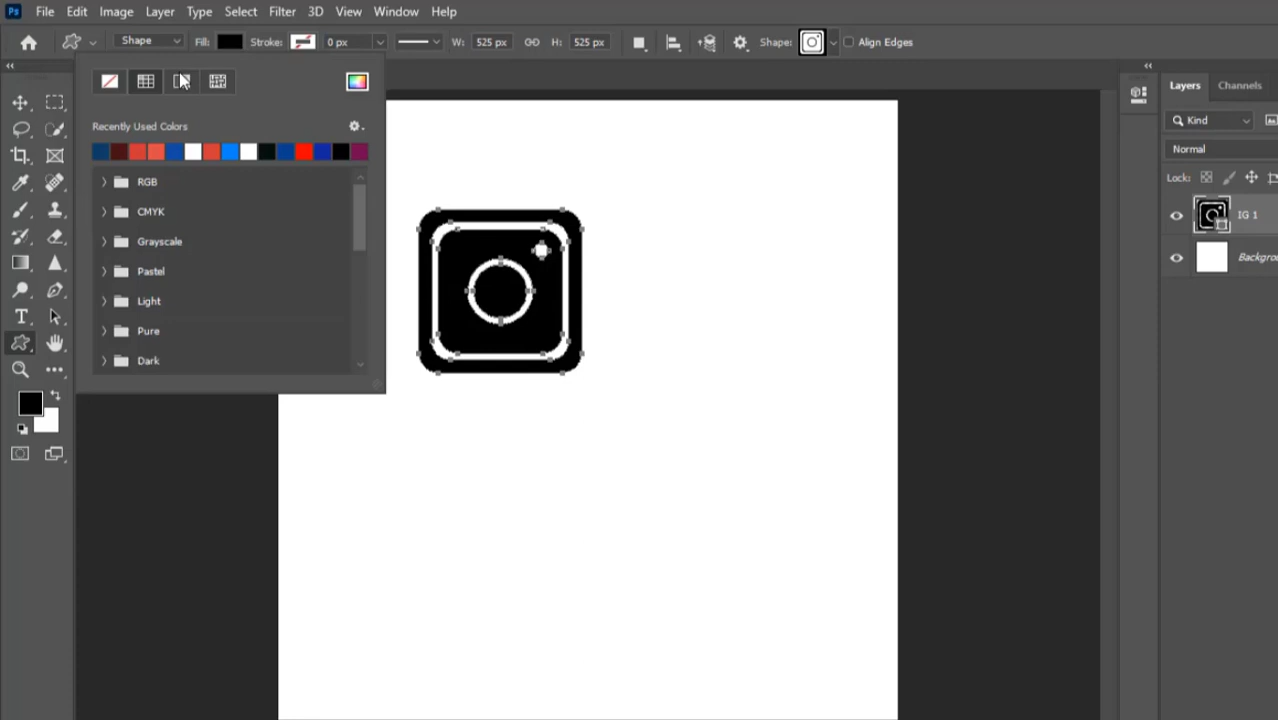 Ps File Edit Image Layer Type Select Filter 3D View Window Help
Shape Fill: Stroke: 0 px W: 525 px H: 525 px Shape: Align Edges
Recently Used Colors
RGB
CMYK
Grayscale
Pastel
Light
Pure
Dark
Layers Channels
Kind
Normal
Lock:
IG 1
Backgrou